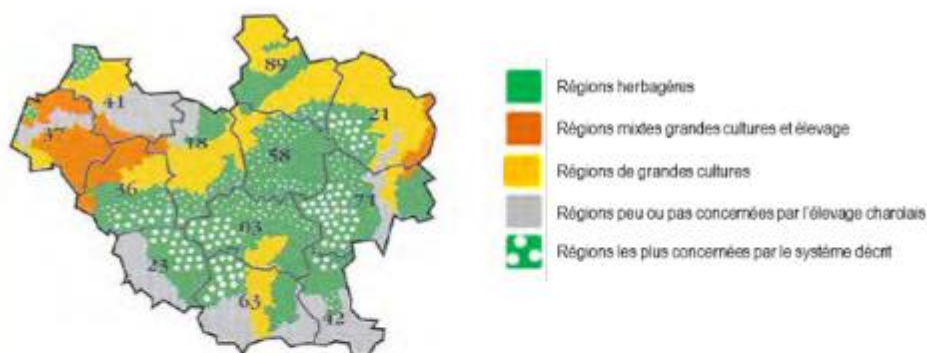 89
41
21
37
18
58
36
71
03
23
63
42
Régions herbagères
Régions mixtes grandes cultures et élevage
Régions de grandes cultures
Régions peu ou pas concernées par l'élevage charolais
Régions les plus concernées par le système décrit